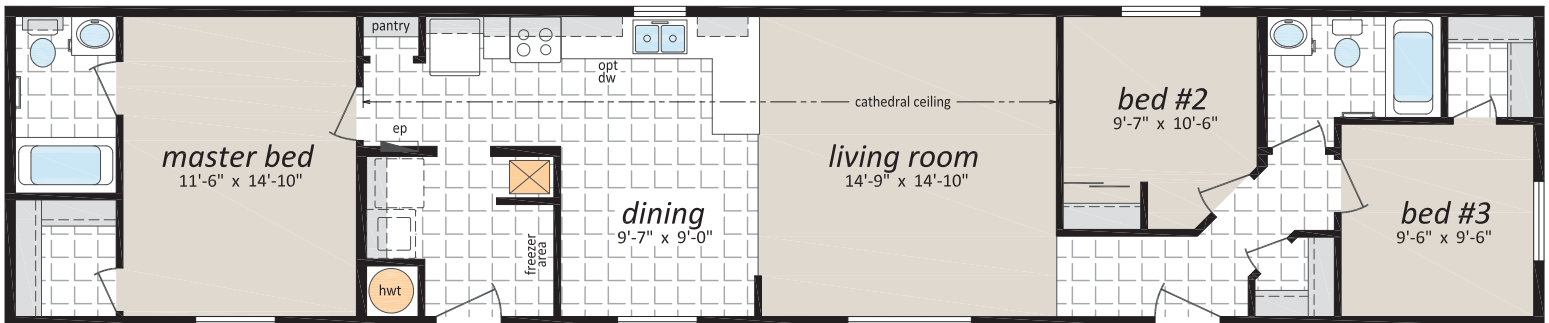 pantry
opt
dw
cathedral ceiling
ep
master bed
11'-6" x 14'-10"
living room
14'-9" x 14'-10"
bed #2
9'-7" x 10'-6"
dining
9'-7" x 9'-0"
freezer
area
bed #3
9'-6" x 9'-6"
hwt